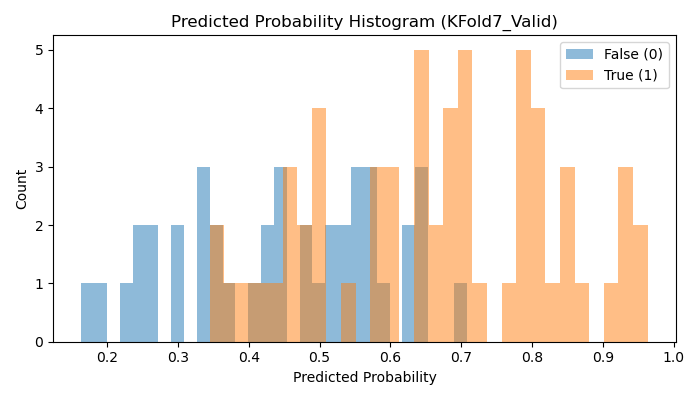 Predicted Probability Histogram (KFold7_Valid)
False (0)
True (1)
Count
5
4
3
2
1
0
0.2 0.3 0.4 0.5 0.6 0.7 0.8 0.9 1.0
Predicted Probability